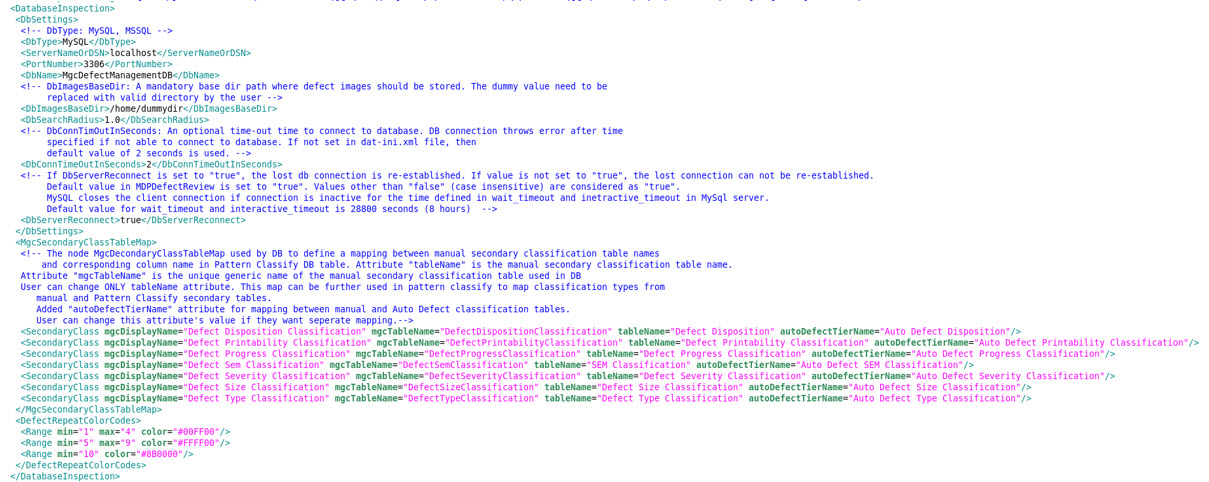 <DatabaseInspection>
<DbSettings>
<!-- DbType: MySQL, MSSQL -->
<DbType>MySQL</DbType>
<ServerNameOrDSN>localhost</ServerNameOrDSN>
<PortNumber>3306</PortNumber>
<DbName>MgcDefectManagementDB</DbName>
<!-- DbImagesBaseDir: A mandatory base dir path where defect images should be stored. The dummy value need to be
replaced with valid directory by the user -->
<DbImagesBaseDir>/home/dummydir</DbImagesBaseDir>
<DbSearchRadius>1.0</DbSearchRadius>
<!-- DbConnTimOutInSeconds: An optional time-out time to connect to database. DB connection throws error after time
specified if not able to connect to database. If not set in dat-ini.xml file, then
default value of 2 seconds is used. -->
<DbConnTimeOutInSeconds>2</DbConnTimeOutInSeconds>
<!-- If DbServerReconnect is set to "true", the lost db connection is re-established. If value is not set to "true", the lost connection can not be re-established.
Default value in MDPDefectReview is set to "true". Values other than "false" (case insensitive) are considered as "true".
MySQL closes the client connection if connection is inactive for the time defined in wait_timeout and inetractive_timeout in MySql server.
Default value for wait_timeout and interactive_timeout is 28800 seconds (8 hours)  -->
<DbServerReconnect>true</DbServerReconnect>
</DbSettings>
<MgcSecondaryClassTableMap>
<!-- The node MgcDecondaryClassTableMap used by DB to define a mapping between manual secondary classification table names
and corresponding column name in Pattern Classify DB table. Attribute "tableName" is the manual secondary classification table name.
Attribute "mgcTableName" is the unique generic name of the manual secondary classification table used in DB
User can change ONLY tableName attribute. This map can be further used in pattern classify to map classification types from
manual and Pattern Classify secondary tables.
Added "autoDefectTierName" attribute for mapping between manual and Auto Defect classification tables.
User can change this attribute's value if they want seperate mapping.-->
<SecondaryClass mgcDisplayName="Defect Disposition Classification" mgcTableName="DefectDispositionClassification" tableName="Defect Disposition" autoDefectTierName="Auto Defect Disposition"/>
<SecondaryClass mgcDisplayName="Defect Printability Classification" mgcTableName="DefectPrintabilityClassification" tableName="Defect Printability Classification" autoDefectTierName="Auto Defect Printability Classification"/>
<SecondaryClass mgcDisplayName="Defect Progress Classification" mgcTableName="DefectProgressClassification" tableName="Defect Progress Classification" autoDefectTierName="Auto Defect Progress Classification"/>
<SecondaryClass mgcDisplayName="Defect Sem Classification" mgcTableName="DefectSemClassification" tableName="SEM Classification" autoDefectTierName="Auto Defect SEM Classification"/>
<SecondaryClass mgcDisplayName="Defect Severity Classification" mgcTableName="DefectSeverityClassification" tableName="Defect Severity Classification" autoDefectTierName="Auto Defect Severity Classification"/>
<SecondaryClass mgcDisplayName="Defect Size Classification" mgcTableName="DefectSizeClassification" tableName="Defect Size Classification" autoDefectTierName="Auto Defect Size Classification"/>
<SecondaryClass mgcDisplayName="Defect Type Classification" mgcTableName="DefectTypeClassification" tableName="Defect Type Classification" autoDefectTierName="Auto Defect Type Classification"/>
</MgcSecondaryClassTableMap>
<DefectRepeatColorCodes>
<Range min="1" max="4" color="#00FF00"/>
<Range min="5" max="9" color="#FFFF00"/>
<Range min="10" color="#8B0000"/>
</DefectRepeatColorCodes>
</DatabaseInspection>